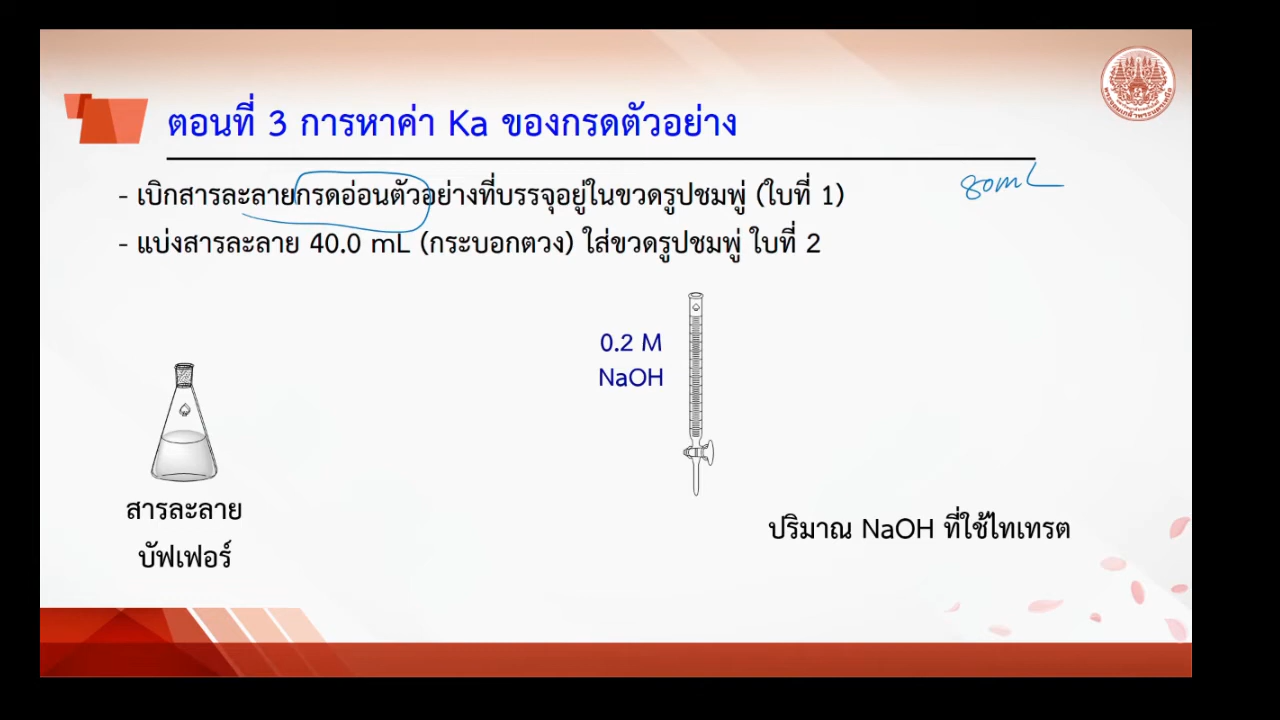 ตอนที่ 3 การหาค่า Ka ของกรดตัวอย่าง
- เบิกสารละลายกรดอ่อนตัวอย่างที่บรรจุอยู่ในขวดรูปชมพู่ (ใบที่ 1)
80mL
- แบ่งสารละลาย 40.0 mL (กระบอกตวง) ใส่ขวดรูปชมพู่ ใบที่ 2
0.2 M
NaOH
สารละลาย
บัฟเฟอร์
ปริมาณ NaOH ที่ใช้ไทเทรต